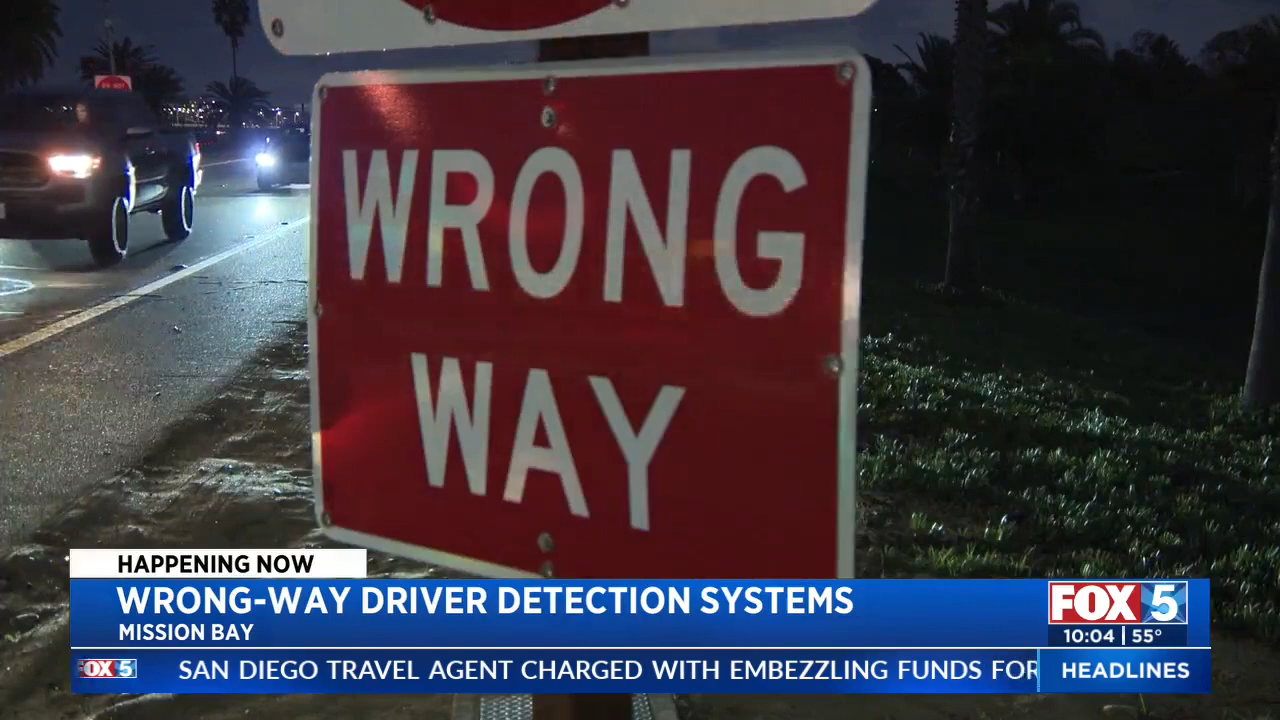 WRONG
WAY
HAPPENING NOW
WRONG-WAY DRIVER DETECTION SYSTEMS
MISSION BAY
FOX 5
10:04 | 55°
OX 5
SAN DIEGO TRAVEL AGENT CHARGED WITH EMBEZZLING FUNDS FOR
HEADLINES